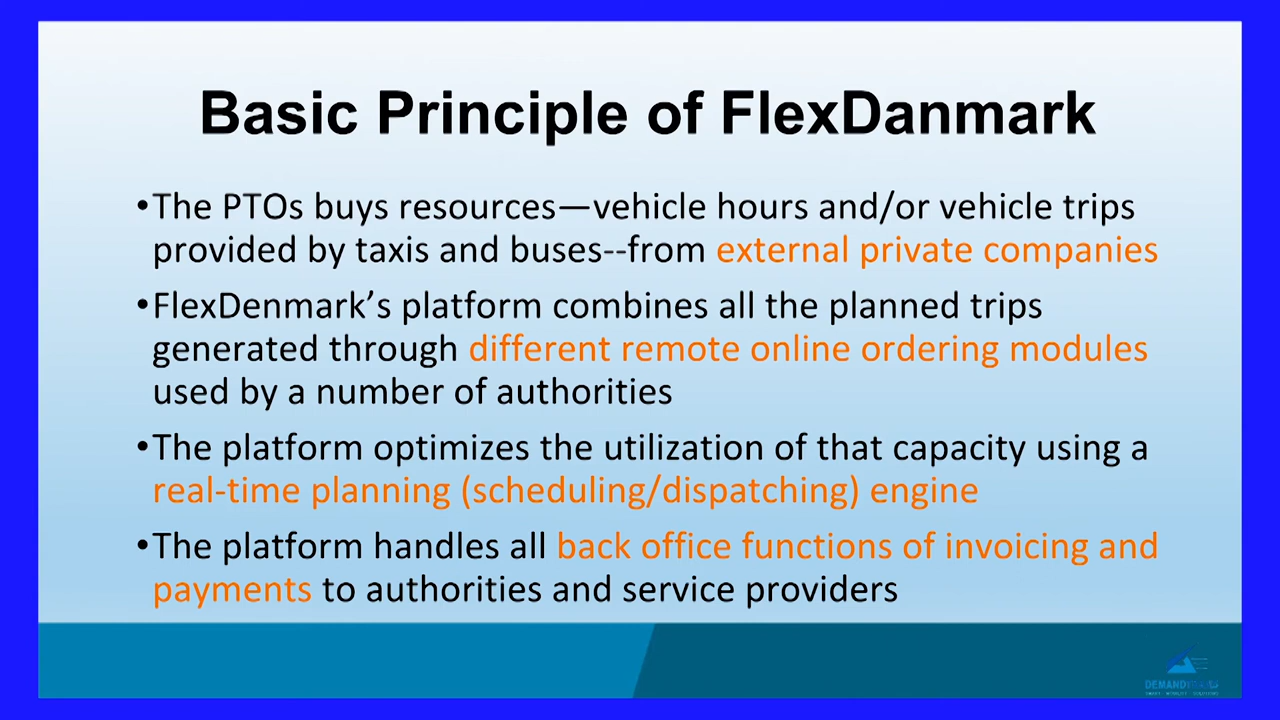 Basic Principle of FlexDanmark
•The PTOs buys resources—vehicle hours and/or vehicle trips
provided by taxis and buses--from external private companies
•FlexDenmark’s platform combines all the planned trips
generated through different remote online ordering modules
used by a number of authorities
•The platform optimizes the utilization of that capacity using a
real-time planning (scheduling/dispatching) engine
•The platform handles all back office functions of invoicing and
payments to authorities and service providers